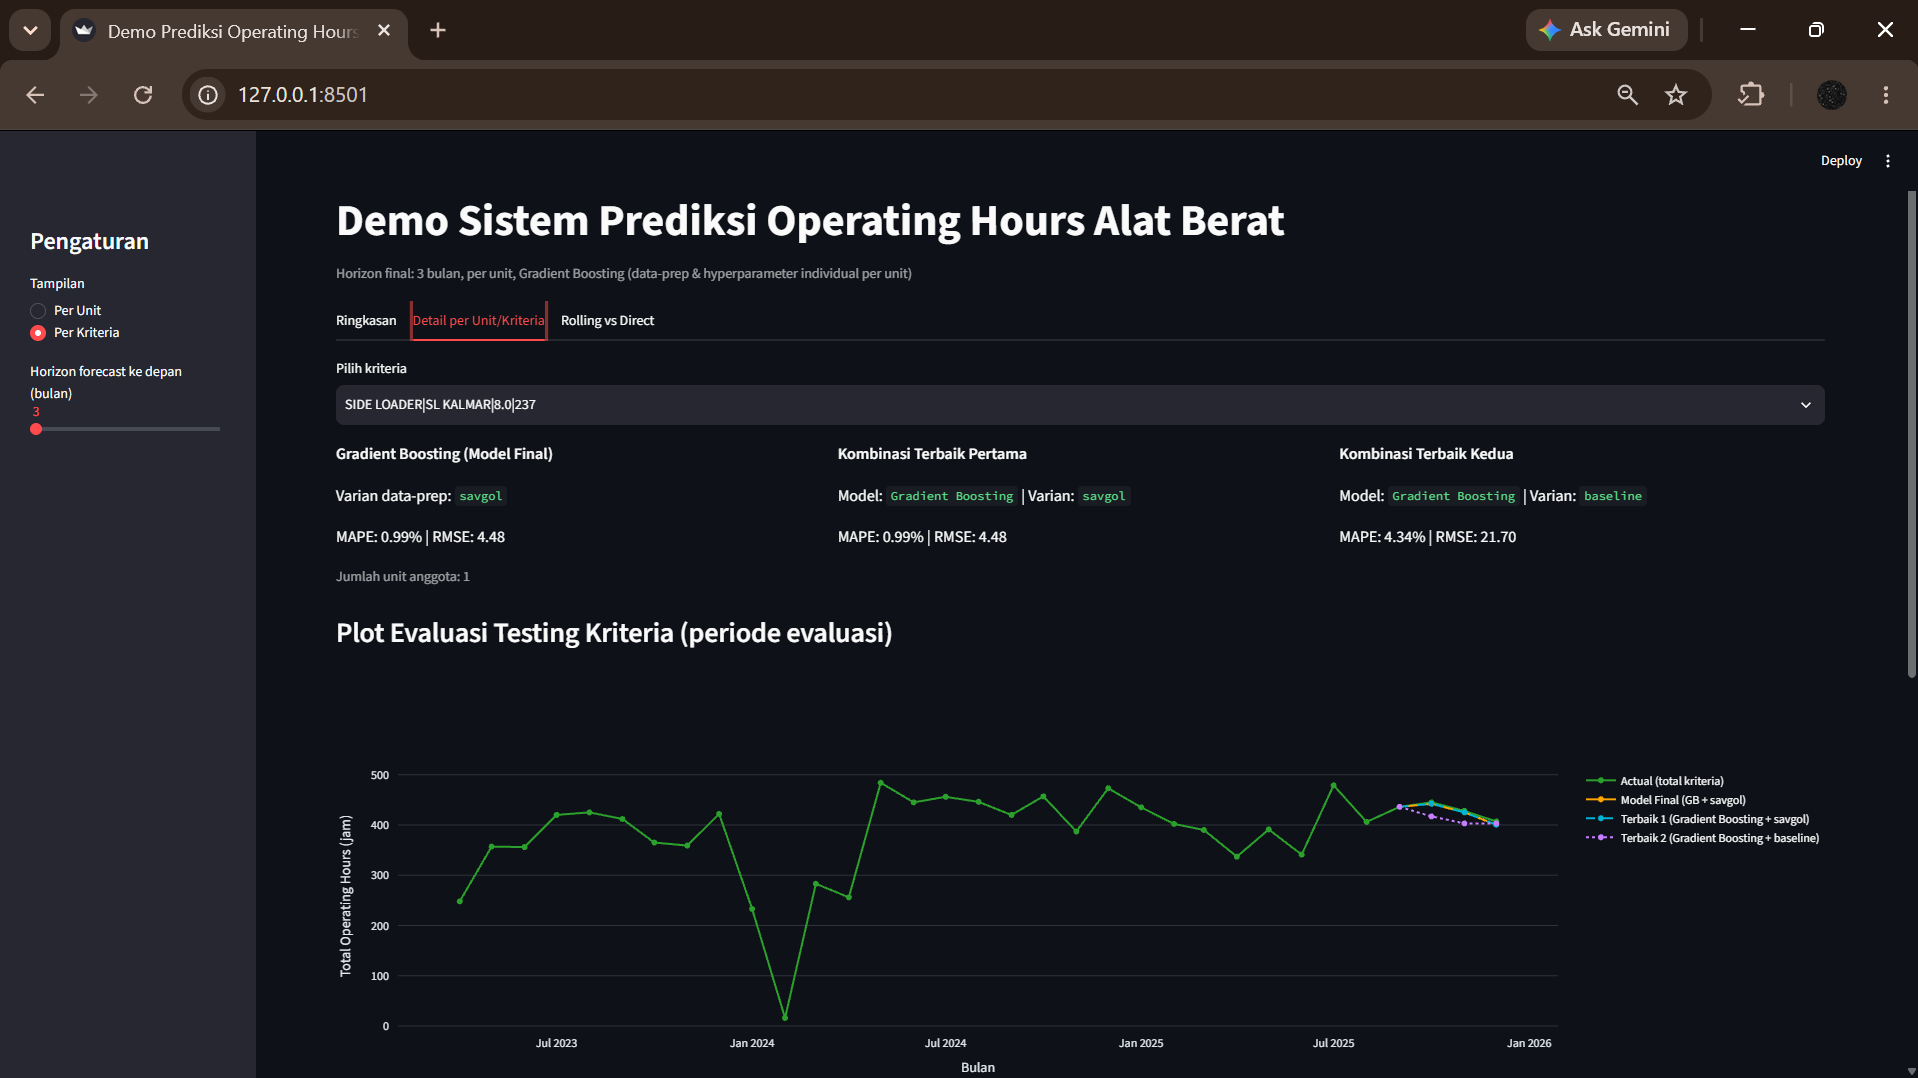 Demo Prediksi Operating Hours
Ask Gemini
127.0.0.1:8501
Deploy
Pengaturan
Tampilan
Per Unit
Per Kriteria
Horizon forecast ke depan
(bulan)
3
Demo Sistem Prediksi Operating Hours Alat Berat
Horizon final: 3 bulan, per unit, Gradient Boosting (data-prep & hyperparameter individual per unit)
Ringkasan Detail per Unit/Kriteria Rolling vs Direct
Pilih kriteria
SIDE LOADER|SL KALMAR|8.0|237
Gradient Boosting (Model Final)
Varian data-prep: savgol
MAPE: 0.99% | RMSE: 4.48
Jumlah unit anggota: 1
Kombinasi Terbaik Pertama
Model: Gradient Boosting | Varian: savgol
MAPE: 0.99% | RMSE: 4.48
Kombinasi Terbaik Kedua
Model: Gradient Boosting | Varian: baseline
MAPE: 4.34% | RMSE: 21.70
Plot Evaluasi Testing Kriteria (periode evaluasi)
Total Operating Hours (jam)
500
400
300
200
100
0
Jul 2023 Jan 2024 Jul 2024 Jan 2025 Jul 2025 Jan 2026
Bulan
Actual (total kriteria)
Model Final (GB + savgol)
Terbaik 1 (Gradient Boosting + savgol)
Terbaik 2 (Gradient Boosting + baseline)